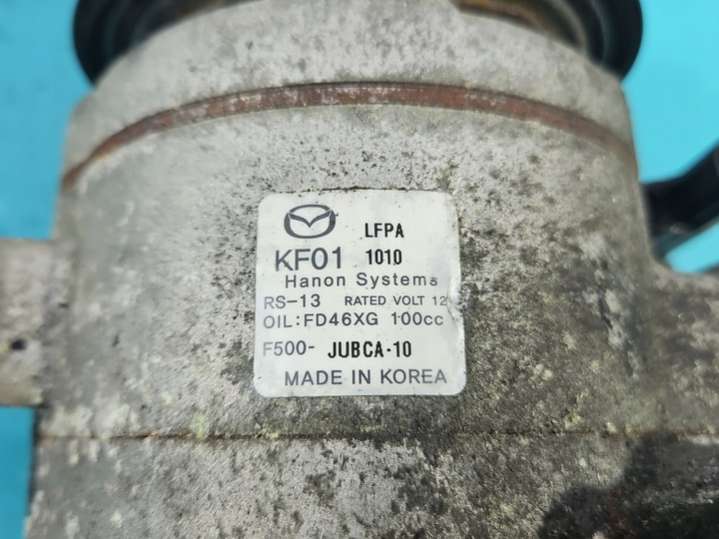 LFPA
KF01 1010
Hanon Systems
RS-13 RATED VOLT 12
OIL:FD46XG 100cc
F500- JUBCA-10
MADE IN KOREA